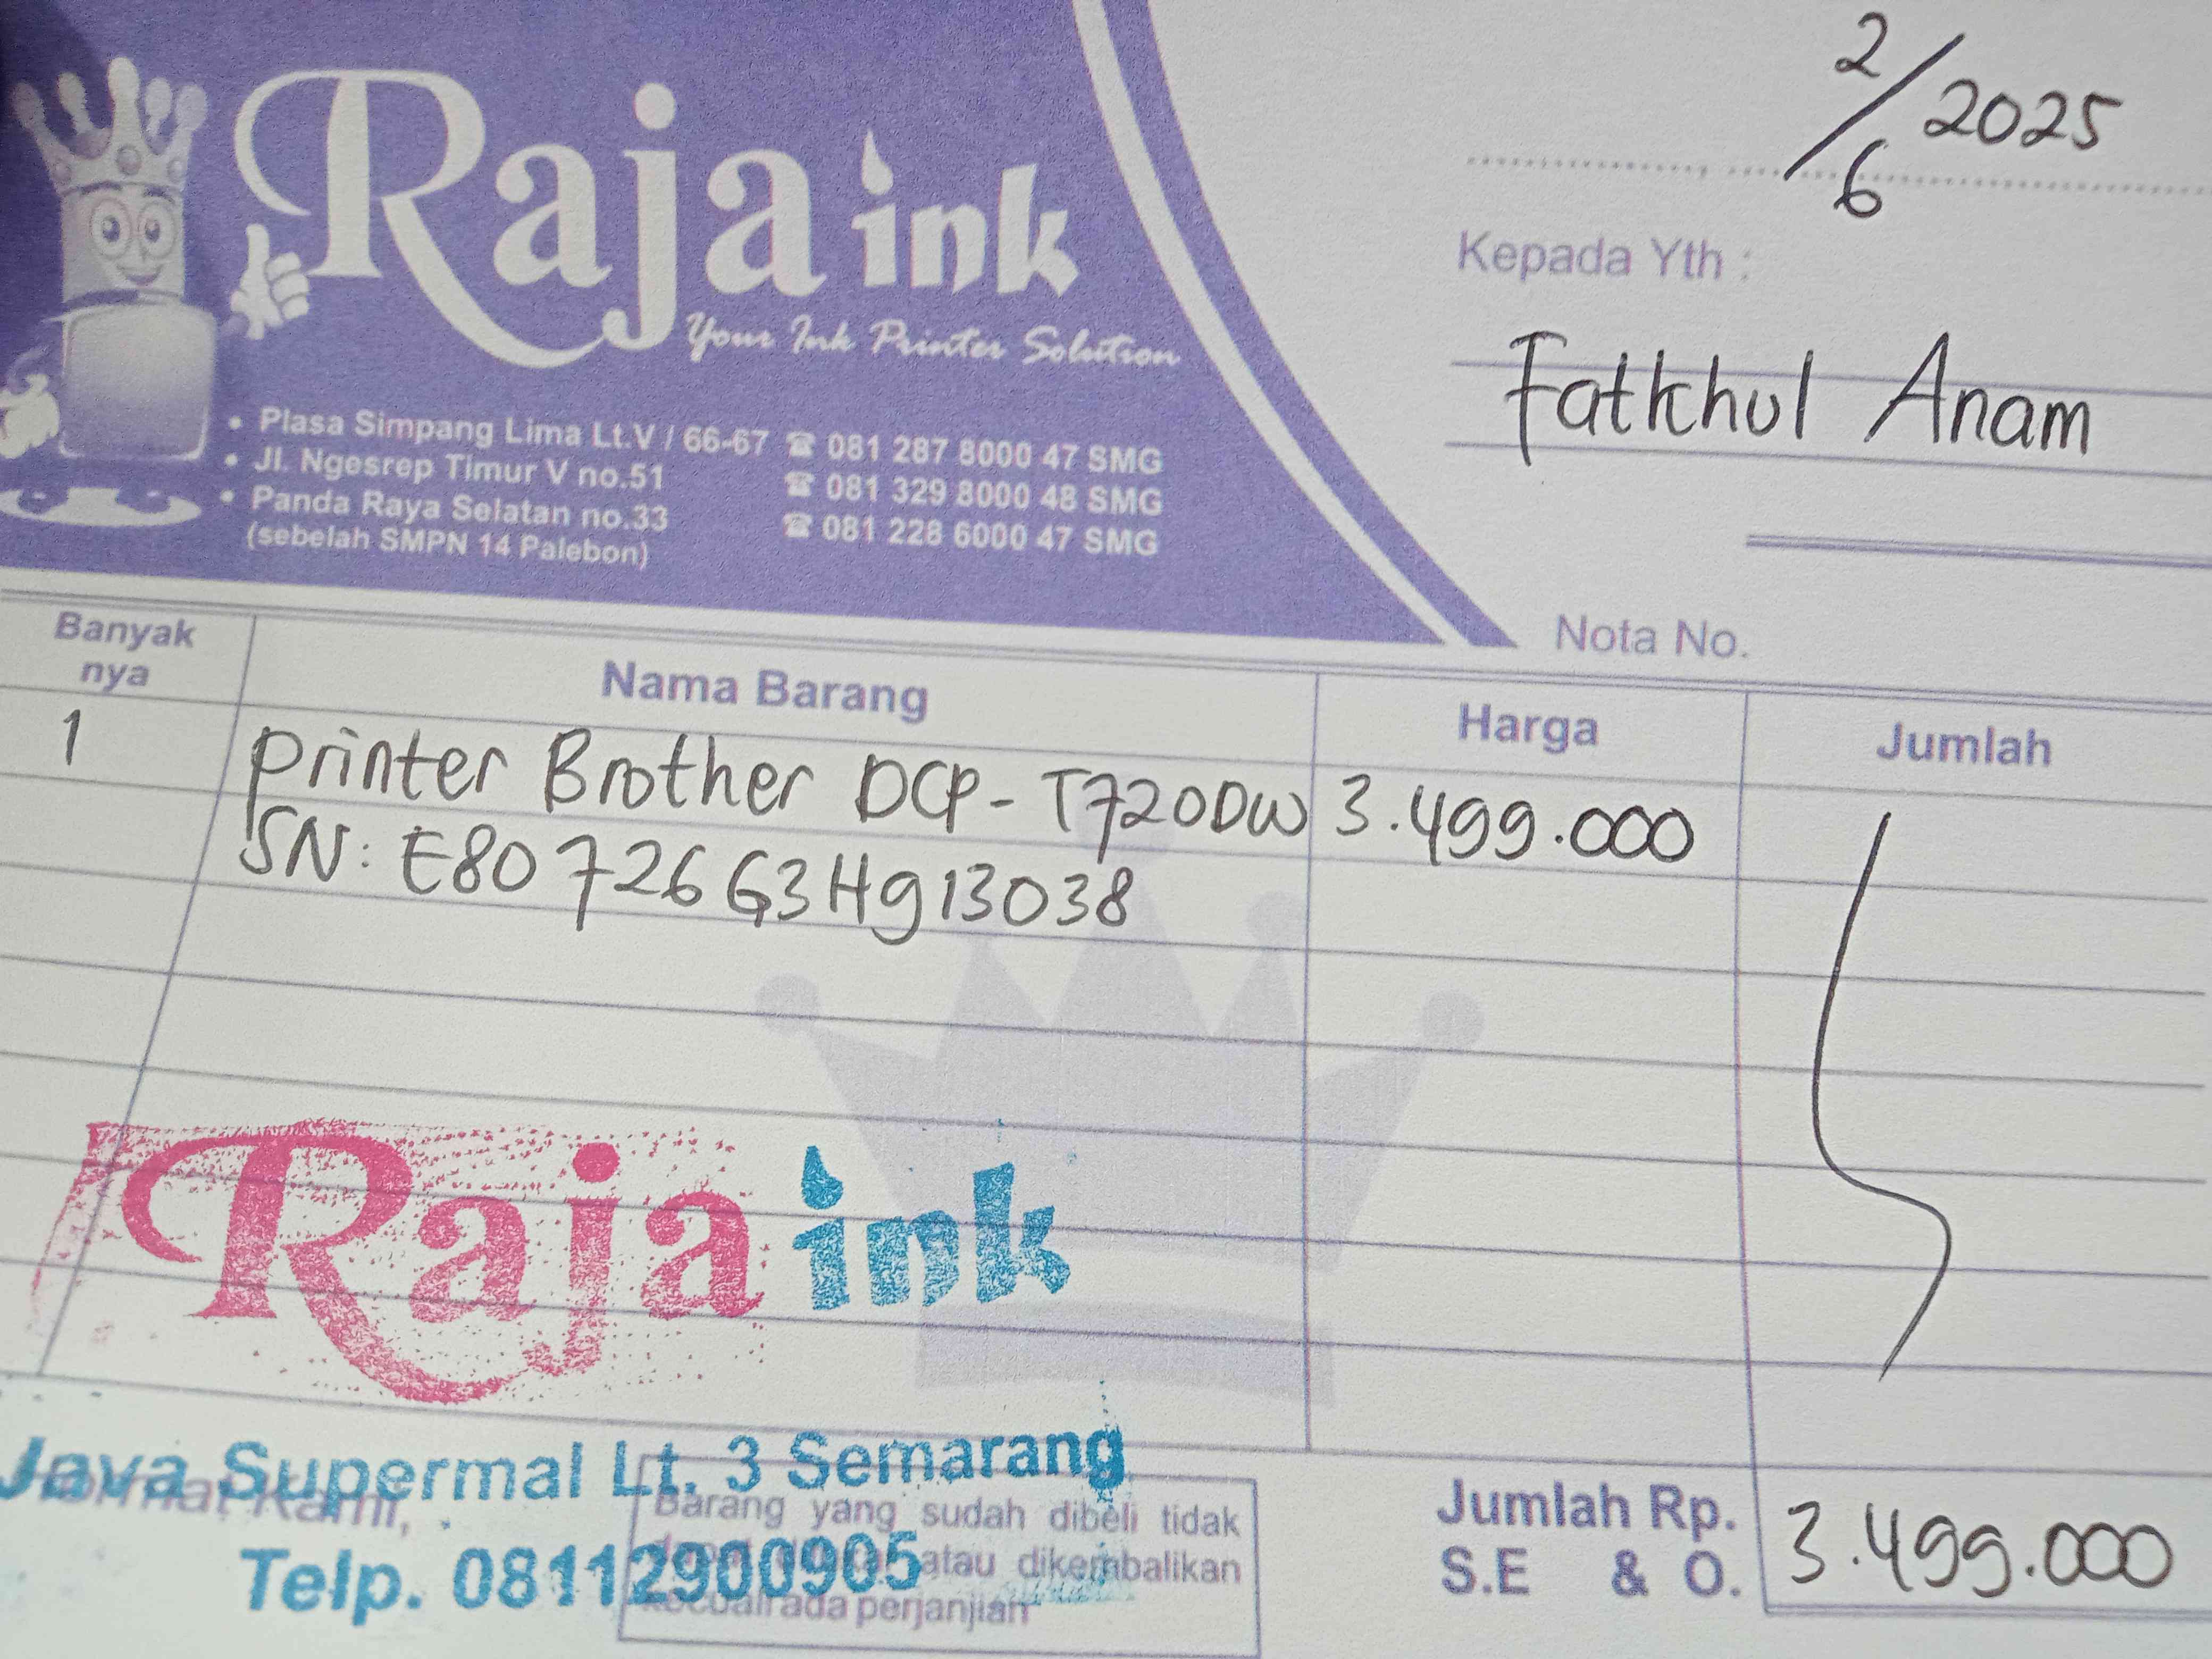 Raja ink
Your Ink Printer Solution
• Plasa Simpang Lima Lt.V / 66-67 ☎ 081 287 8000 47 SMG
• Jl. Ngesrep Timur V no.51 ☎ 081 329 8000 48 SMG
• Panda Raya Selatan no.33 ☎ 081 228 6000 47 SMG
(sebelah SMPN 14 Palebon)
2/6 2025
Kepada Yth :
Fatkhul Anam
Nota No.
Banyak nya Nama Barang Harga Jumlah
1 printer Brother DCP-T720DW 3.499.000
SN: E80726G3H913038
Raja ink
Java Supermal Lt. 3 Semarang
Telp. 08112900905
Kami,
Barang yang sudah dibeli tidak
atau dikembalikan
kecuali ada perjanjian
Jumlah Rp. 3.499.000
S.E & O.